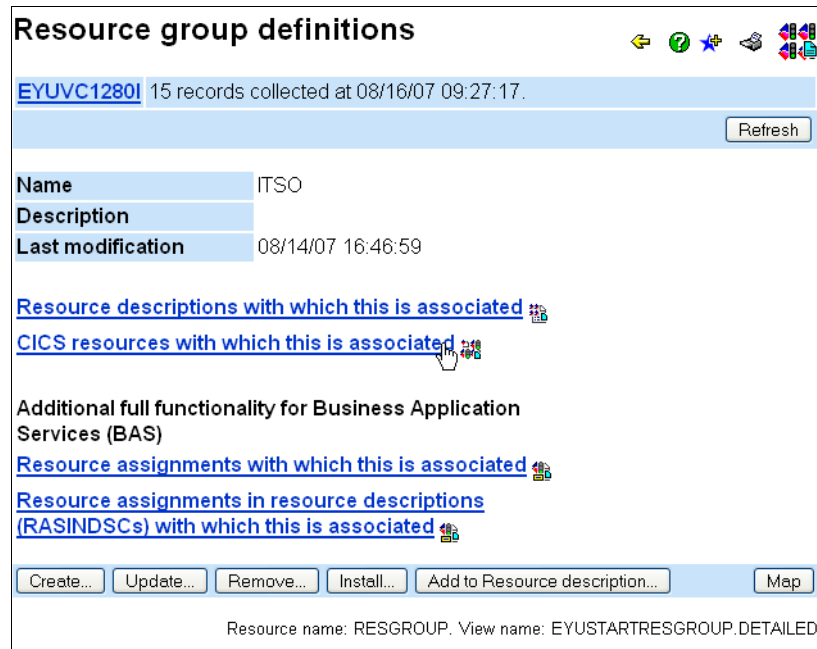 Resource group definitions
EYUVC1280I 15 records collected at 08/16/07 09:27:17.
Refresh
Name ITSO
Description
Last modification 08/14/07 16:46:59
Resource descriptions with which this is associated
CICS resources with which this is associated
Additional full functionality for Business Application
Services (BAS)
Resource assignments with which this is associated
Resource assignments in resource descriptions
(RASINDSCs) with which this is associated
Create... Update... Remove... Install... Add to Resource description... Map
Resource name: RESGROUP. View name: EYUSTARTRESGROUP.DETAILED